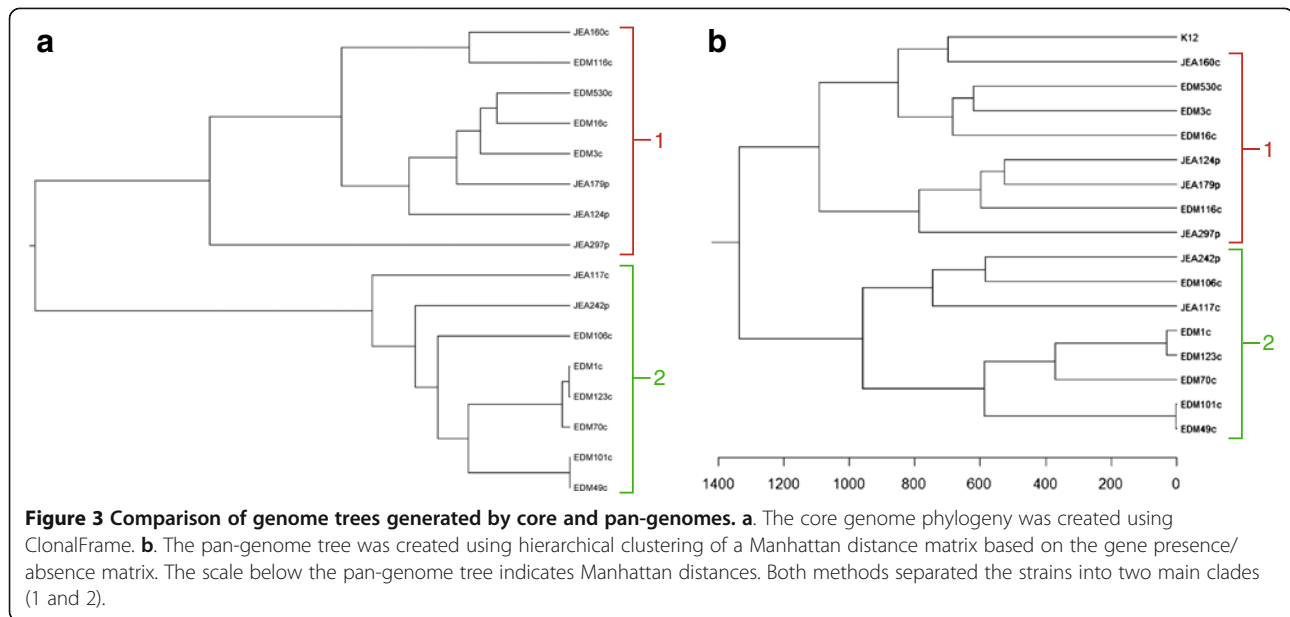 a
JEA160c
EDM116c
EDM530c
EDM16c
EDM3c
JEA179p
JEA124p
JEA297p
1
JEA117c
JEA242p
EDM106c
EDM1c
EDM123c
EDM70c
EDM101c
EDM49c
2
b
K12
JEA160c
EDM530c
EDM3c
EDM16c
JEA124p
JEA179p
EDM116c
JEA297p
1
JEA242p
EDM106c
JEA117c
EDM1c
EDM123c
EDM70c
EDM101c
EDM49c
2
1400 1200 1000 800 600 400 200 0
Figure 3 Comparison of genome trees generated by core and pan-genomes. a. The core genome phylogeny was created using
ClonalFrame. b. The pan-genome tree was created using hierarchical clustering of a Manhattan distance matrix based on the gene presence/
absence matrix. The scale below the pan-genome tree indicates Manhattan distances. Both methods separated the strains into two main clades
(1 and 2).